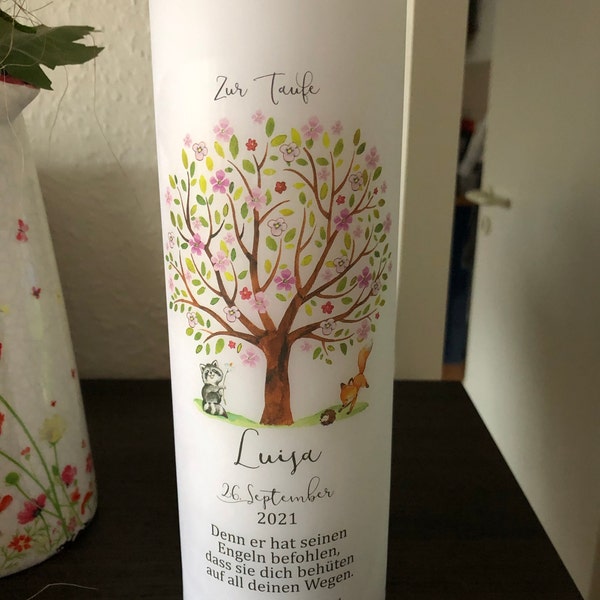 Zur Taufe
Luisa
26. September
2021
Denn er hat seinen
Engeln befohlen,
dass sie dich behüten
auf all deinen Wegen.